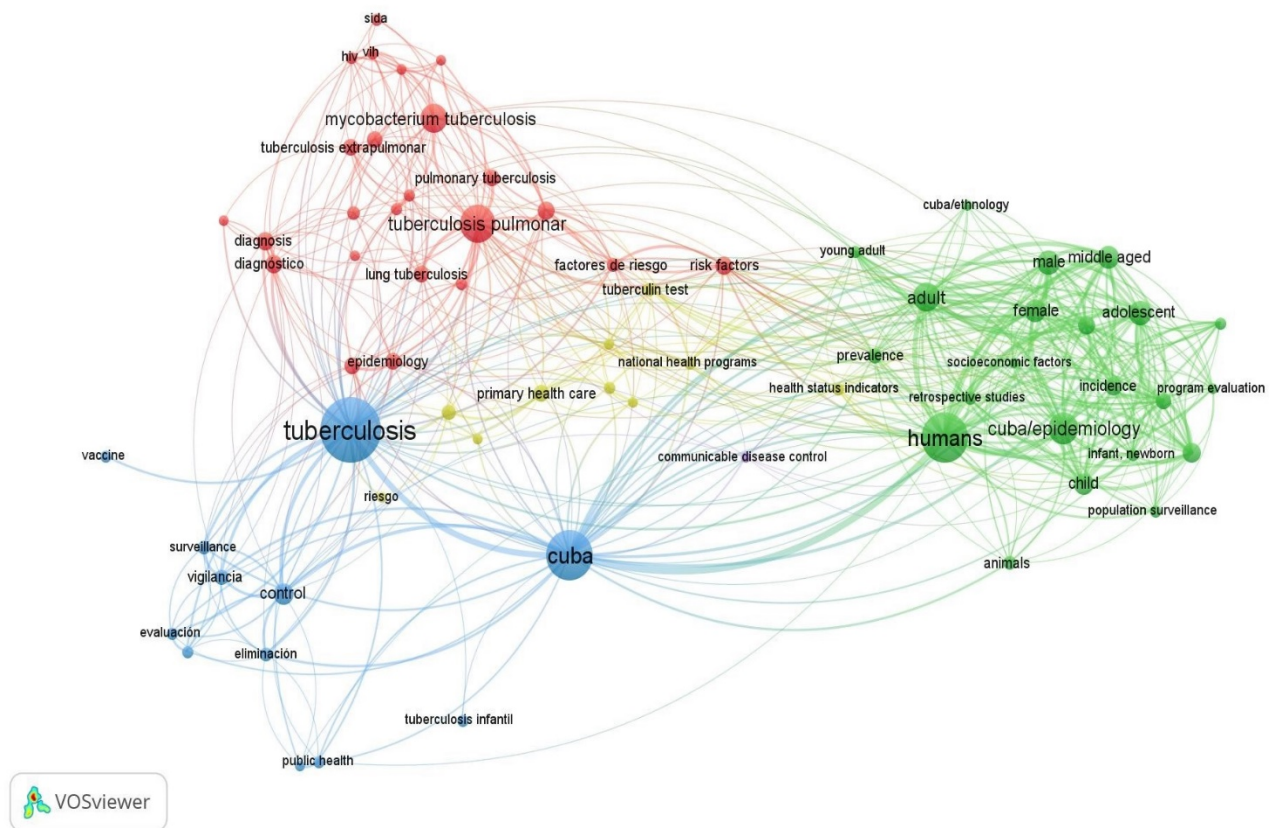 sida
hiv
vih
mycobacterium tuberculosis
tuberculosis extrapulmonar
pulmonary tuberculosis
cuba/ethnology
tuberculosis pulmonar
diagnosis
young adult
male
middle aged
diagnóstico
lung tuberculosis
factores de riesgo
risk factors
tuberculin test
adult
female
adolescent
epidemiology
national health programs
prevalence
socioeconomic factors
primary health care
health status indicators
retrospective studies
incidence
program evaluation
tuberculosis
humans
cuba/epidemiology
vaccine
communicable disease control
infant, newborn
child
riesgo
population surveillance
surveillance
cuba
animals
vigilancia
control
evaluación
eliminación
tuberculosis infantil
public health
VOSviewer